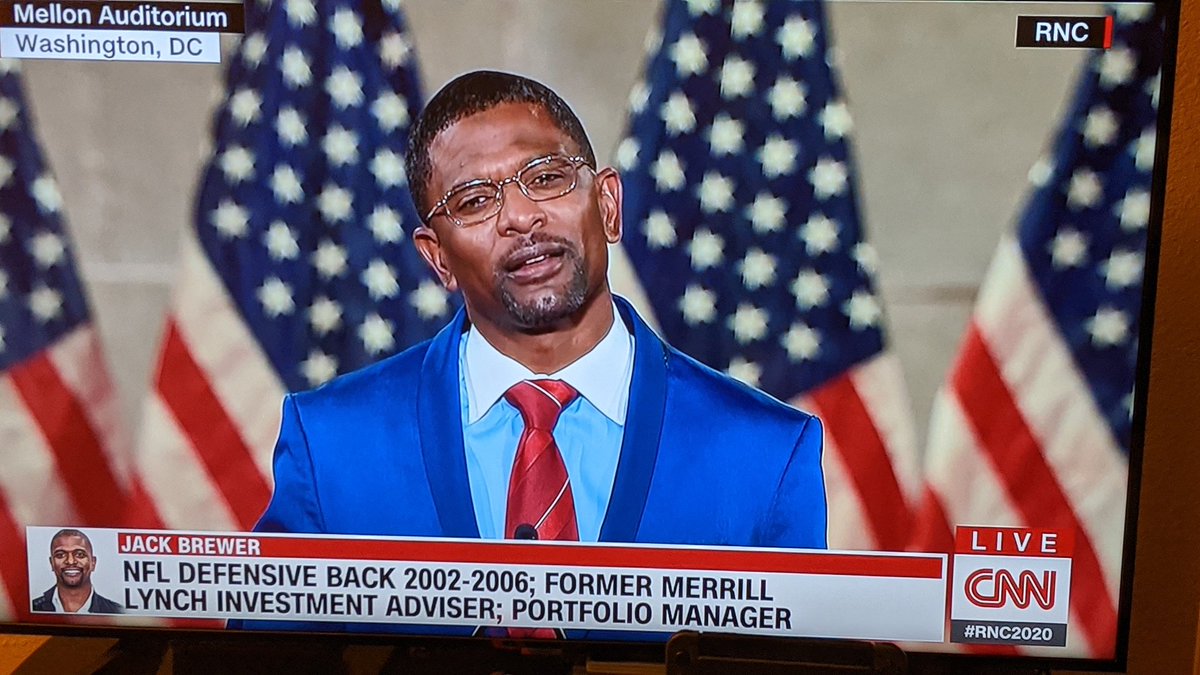 Mellon Auditorium
Washington, DC
RNC
JACK BREWER
NFL DEFENSIVE BACK 2002-2006; FORMER MERRILL
LYNCH INVESTMENT ADVISER; PORTFOLIO MANAGER
LIVE
CNN
#RNC2020